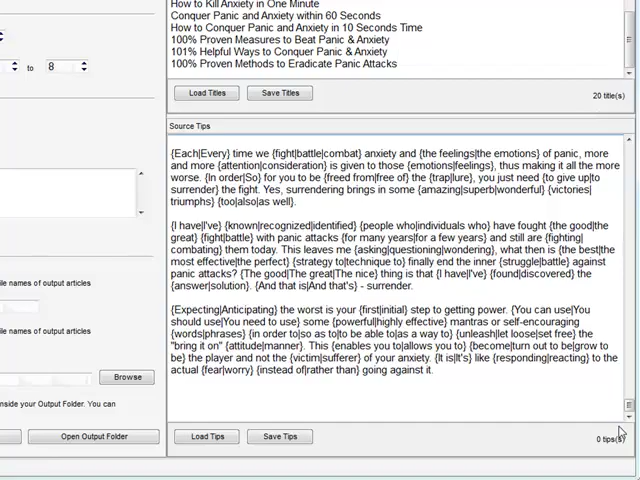 How to Kill Anxiety in One Minute
Conquer Panic and Anxiety within 60 Seconds
How to Conquer Panic and Anxiety in 10 Seconds Time
100% Proven Measures to Beat Panic & Anxiety
101% Helpful Ways to Conquer Panic & Anxiety
100% Proven Methods to Eradicate Panic Attacks
to 8
Load Titles Save Titles 20 title(s)
Source Tips
{Each|Every} time we {fight|battle|combat} anxiety and {the feelings|the emotions} of panic, more
and more {attention|consideration} is given to those {emotions|feelings}, thus making it all the more
worse. {In order|So} for you to be {freed from|free of} the {trap|lure}, you just need {to give up|to
surrender} the fight. Yes, surrendering brings in some {amazing|superb|wonderful} {victories|
triumphs} {too|also|as well}.
{I have|I've} {known|recognized|identified} {people who|individuals who} have fought {the good|the
great} {fight|battle} with panic attacks {for many years|for a few years} and still are {fighting|
combating} them today. This leaves me {asking|questioning|wondering}, what then is {the best|the
most effective|the perfect} {strategy to|technique to} finally end the inner {struggle|battle} against
panic attacks? {The good|The great|The nice} thing is that {I have|I've} {found|discovered} the
{answer|solution}. {And that is|And that's} - surrender.
{Expecting|Anticipating} the worst is your {first|initial} step to getting power. {You can use|You
should use|You need to use} some {powerful|highly effective} mantras or self-encouraging
{words|phrases} {in order to|so as to|to be able to|as a way to} {unleash|let loose|set free} the
"bring it on" {attitude|manner}. This {enables you to|allows you to} {become|turn out to be|grow to
be} the player and not the {victim|sufferer} of your anxiety. {It is|It's} like {responding|reacting} to the
actual {fear|worry} {instead of|rather than} going against it.
ile names of output articles
ile names of output articles
Browse
nside your Output Folder. You can
Open Output Folder
Load Tips Save Tips 0 tips(s)